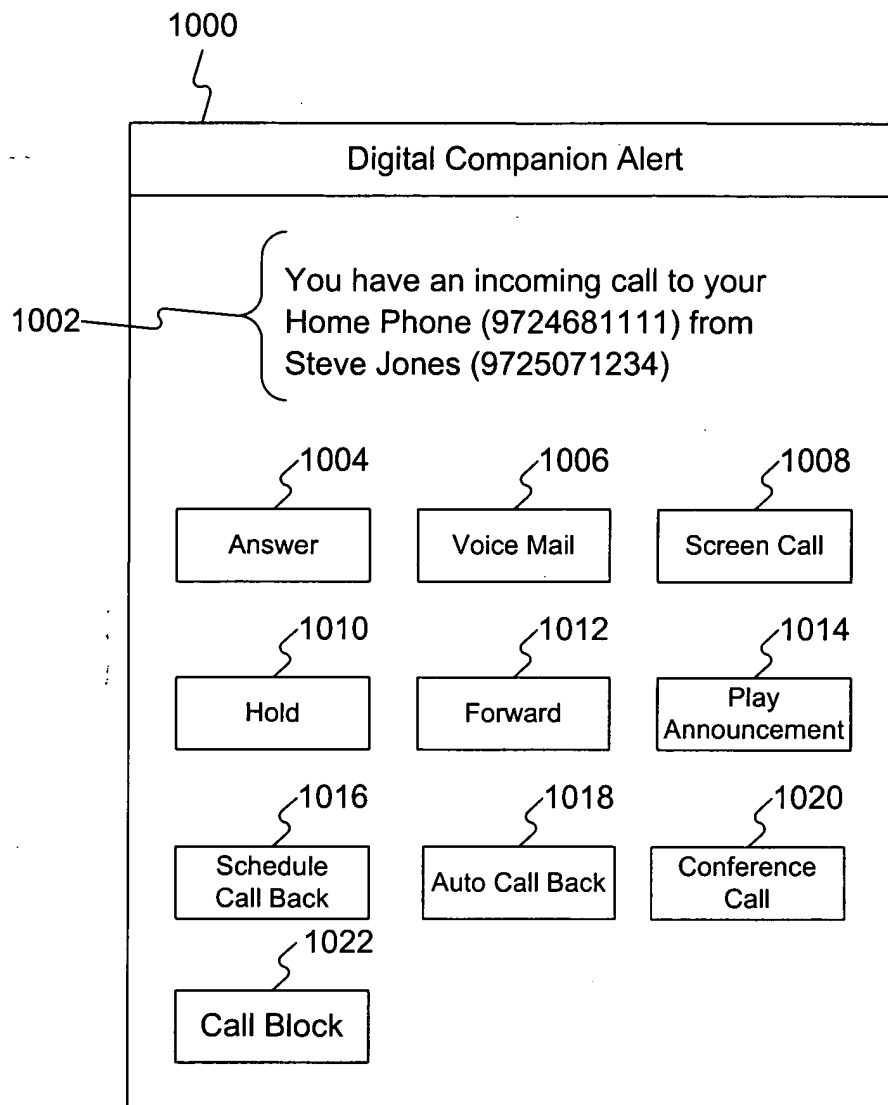 1000
Digital Companion Alert
You have an incoming call to your
1002
Home Phone (9724681111) from
Steve Jones (9725071234)
1004 1006 1008
Answer Voice Mail Screen Call
1010 1012 1014
Hold Forward Play
Announcement
1016 1018 1020
Schedule
Call Back Auto Call Back Conference
Call
1022
Call Block